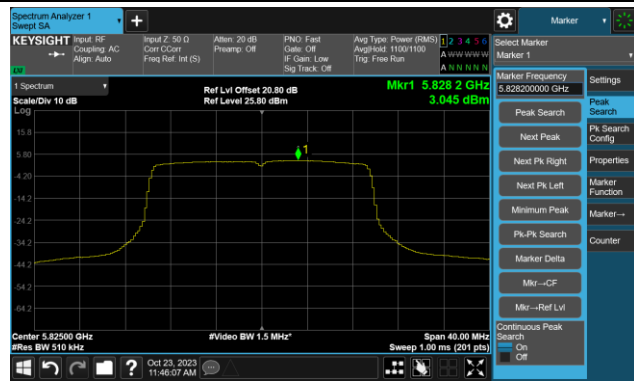 Spectrum Analyzer 1
Swept SA
Marker
KEYSIGHT
Input: RF
Coupling: AC
Align: Auto
Input Z: 50 Ω
Corr CCorr
Freq Ref: Int (S)
Atten: 20 dB
Preamp: Off
PNO: Fast
Gate: Off
IF Gain: Low
Sig Track: Off
Avg Type: Power (RMS)
Avg|Hold: 1100/1100
Trig: Free Run
1 2 3 4 5 6
A W W W W W
A N N N N N
LXI
Select Marker
Marker 1
1 Spectrum
Scale/Div 10 dB
Log
Ref Lvl Offset 20.80 dB
Ref Level 25.80 dBm
Mkr1 5.828 2 GHz
3.045 dBm
15.8
5.80
-4.20
-14.2
-24.2
-34.2
-44.2
-54.2
-64.2
1
Center 5.82500 GHz
#Res BW 510 kHz
#Video BW 1.5 MHz*
Span 40.00 MHz
Sweep 1.00 ms (201 pts)
Marker Frequency
5.828200000 GHz
Peak Search
Next Peak
Next Pk Right
Next Pk Left
Minimum Peak
Pk-Pk Search
Marker Delta
Mkr→CF
Mkr→Ref Lvl
Continuous Peak
Search
On
Off
Settings
Peak
Search
Pk Search
Config
Properties
Marker
Function
Marker→
Counter
?
Oct 23, 2023
11:46:07 AM